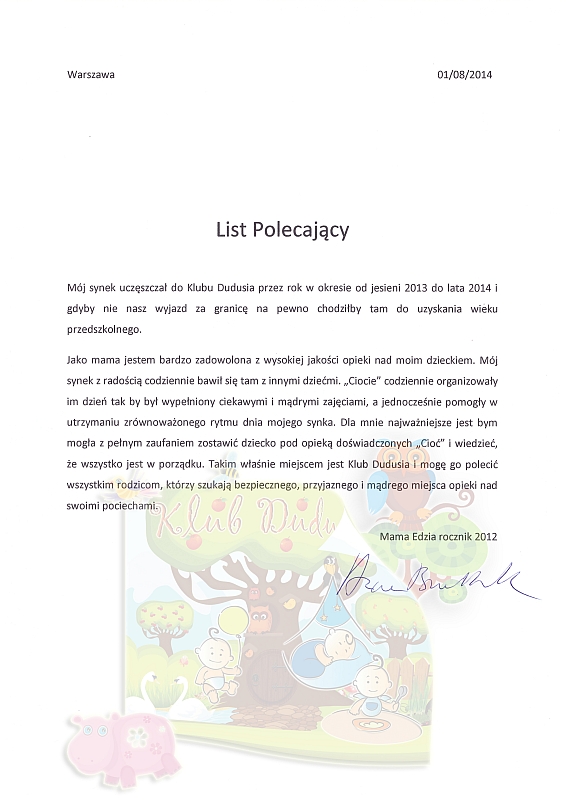 Warszawa 01/08/2014
List Polecający
Mój synek uczęszczał do Klubu Dudusia przez rok w okresie od jesieni 2013 do lata 2014 i
gdyby nie nasz wyjazd za granicę na pewno chodziłby tam do uzyskania wieku
przedszkolnego.
Jako mama jestem bardzo zadowolona z wysokiej jakości opieki nad moim dzieckiem. Mój
synek z radością codziennie bawił się tam z innymi dziećmi. „Ciocie” codziennie organizowały
im dzień tak by był wypełniony ciekawymi i mądrymi zajęciami, a jednocześnie pomogły w
utrzymaniu zrównoważonego rytmu dnia mojego synka. Dla mnie najważniejsze jest bym
mogła z pełnym zaufaniem zostawić dziecko pod opieką doświadczonych „Cioć” i wiedzieć,
że wszystko jest w porządku. Takim właśnie miejscem jest Klub Dudusia i mogę go polecić
wszystkim rodzicom, którzy szukają bezpiecznego, przyjaznego i mądrego miejsca opieki nad
swoimi pociechami.
Klub Dudu
Mama Edzia rocznik 2012